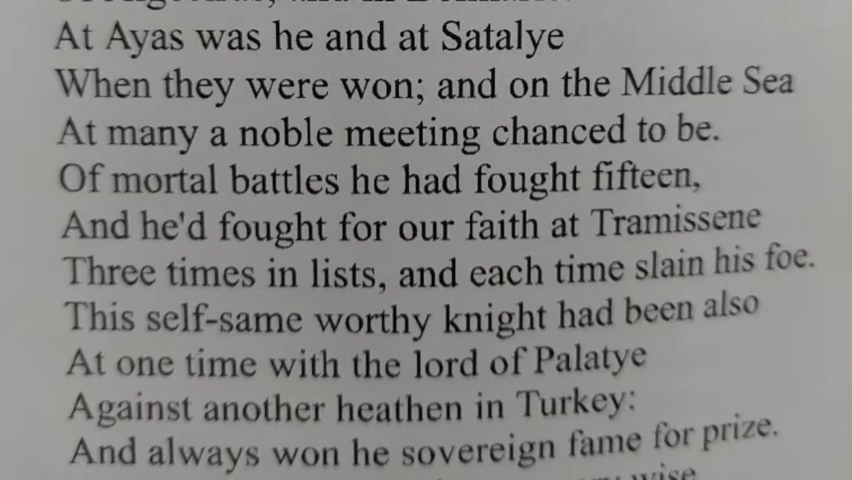 At Ayas was he and at Satalye
When they were won; and on the Middle Sea
At many a noble meeting chanced to be.
Of mortal battles he had fought fifteen,
And he'd fought for our faith at Tramissene
Three times in lists, and each time slain his foe.
This self-same worthy knight had been also
At one time with the lord of Palatye
Against another heathen in Turkey:
And always won he sovereign fame for prize.
wise